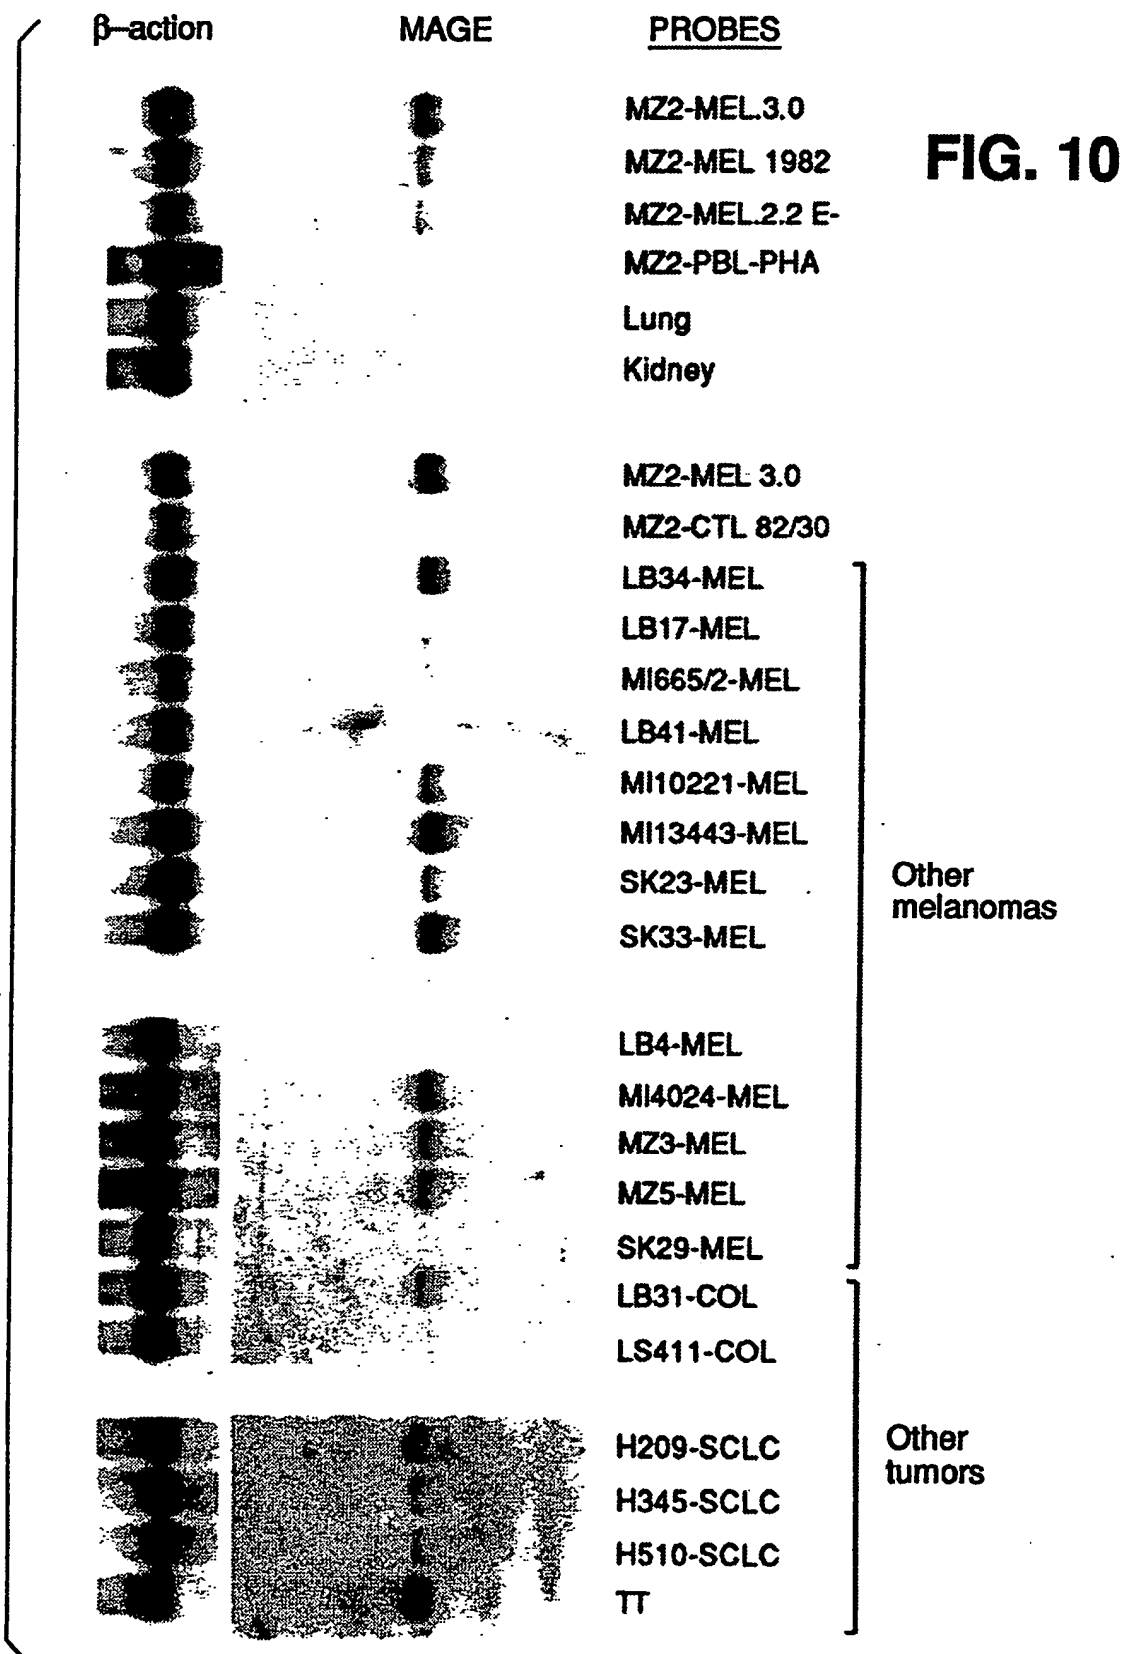 β–action MAGE PROBES
MZ2-MEL.3.0
FIG. 10
MZ2-MEL 1982
MZ2-MEL.2.2 E-
MZ2-PBL-PHA
Lung
Kidney
MZ2-MEL 3.0
MZ2-CTL 82/30
LB34-MEL
LB17-MEL
MI665/2-MEL
LB41-MEL
MI10221-MEL
MI13443-MEL
SK23-MEL
SK33-MEL
Other
melanomas
LB4-MEL
MI4024-MEL
MZ3-MEL
MZ5-MEL
SK29-MEL
LB31-COL
LS411-COL
H209-SCLC
H345-SCLC
H510-SCLC
TT
Other
tumors